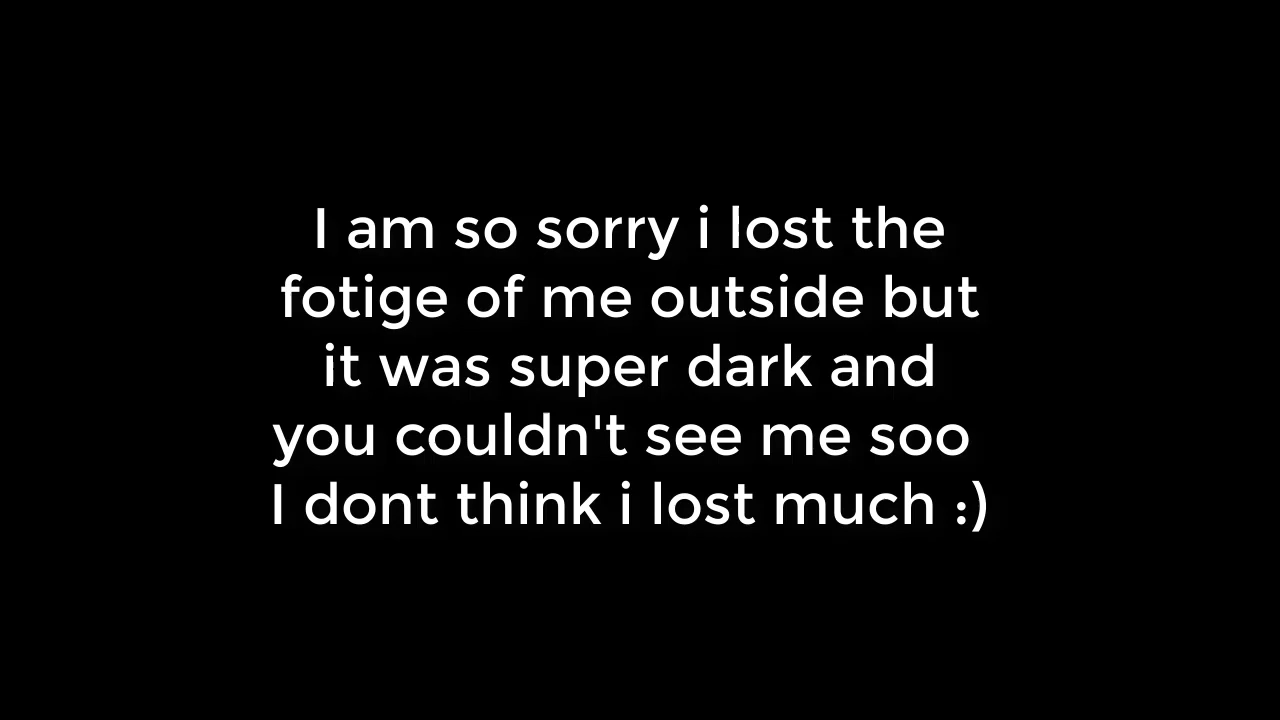 I am so sorry i lost the
fotige of me outside but
it was super dark and
you couldn't see me soo
I dont think i lost much :)